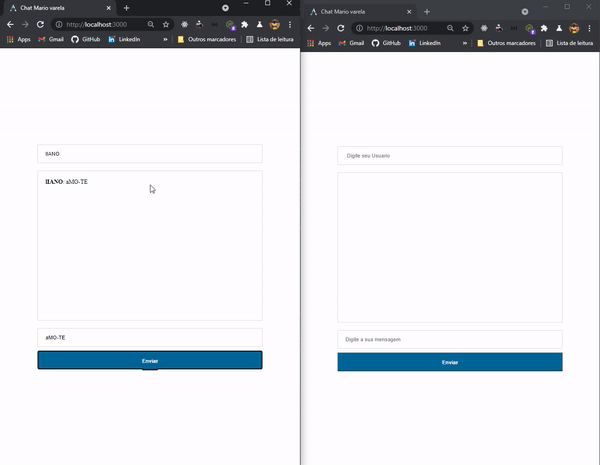 Chat Mario varela
http://localhost:3000
Apps Gmail GitHub LinkedIn » Outros marcadores Lista de leitura
IIANO
IIANO: aMO-TE
aMO-TE
Enviar
Chat Mario varela
http://localhost:3000
Apps Gmail GitHub LinkedIn » Outros marcadores Lista de leitura
Digite seu Usuario
Digite a sua mensagem
Enviar